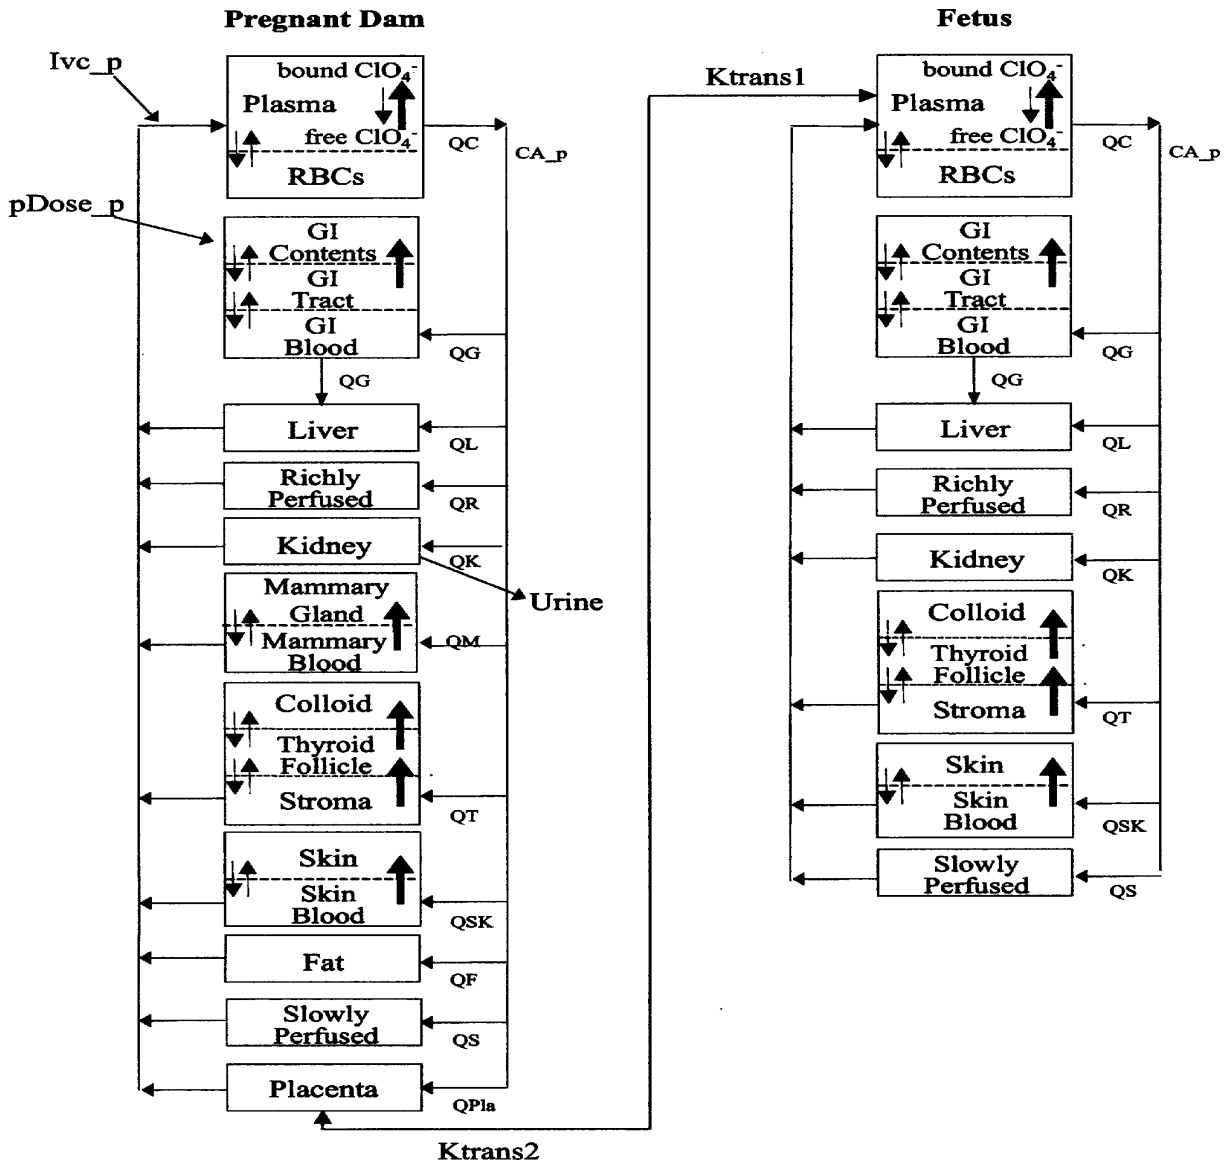 Pregnant Dam
Ivc_p
bound ClO₄⁻
Plasma
free ClO₄⁻
RBCs
QC
CA_p
pDose_p
GI
Contents
GI
Tract
GI
Blood
QG
QG
Liver
QL
Richly
Perfused
QR
Kidney
QK
Urine
Mammary
Gland
Mammary
Blood
QM
Colloid
Thyroid
Follicle
Stroma
QT
Skin
Skin
Blood
QSK
Fat
QF
Slowly
Perfused
QS
Placenta
QPla
Ktrans2
Ktrans1
Fetus
bound ClO₄⁻
Plasma
free ClO₄⁻
RBCs
QC
CA_p
GI
Contents
GI
Tract
GI
Blood
QG
QG
Liver
QL
Richly
Perfused
QR
Kidney
QK
Colloid
Thyroid
Follicle
Stroma
QT
Skin
Skin
Blood
QSK
Slowly
Perfused
QS